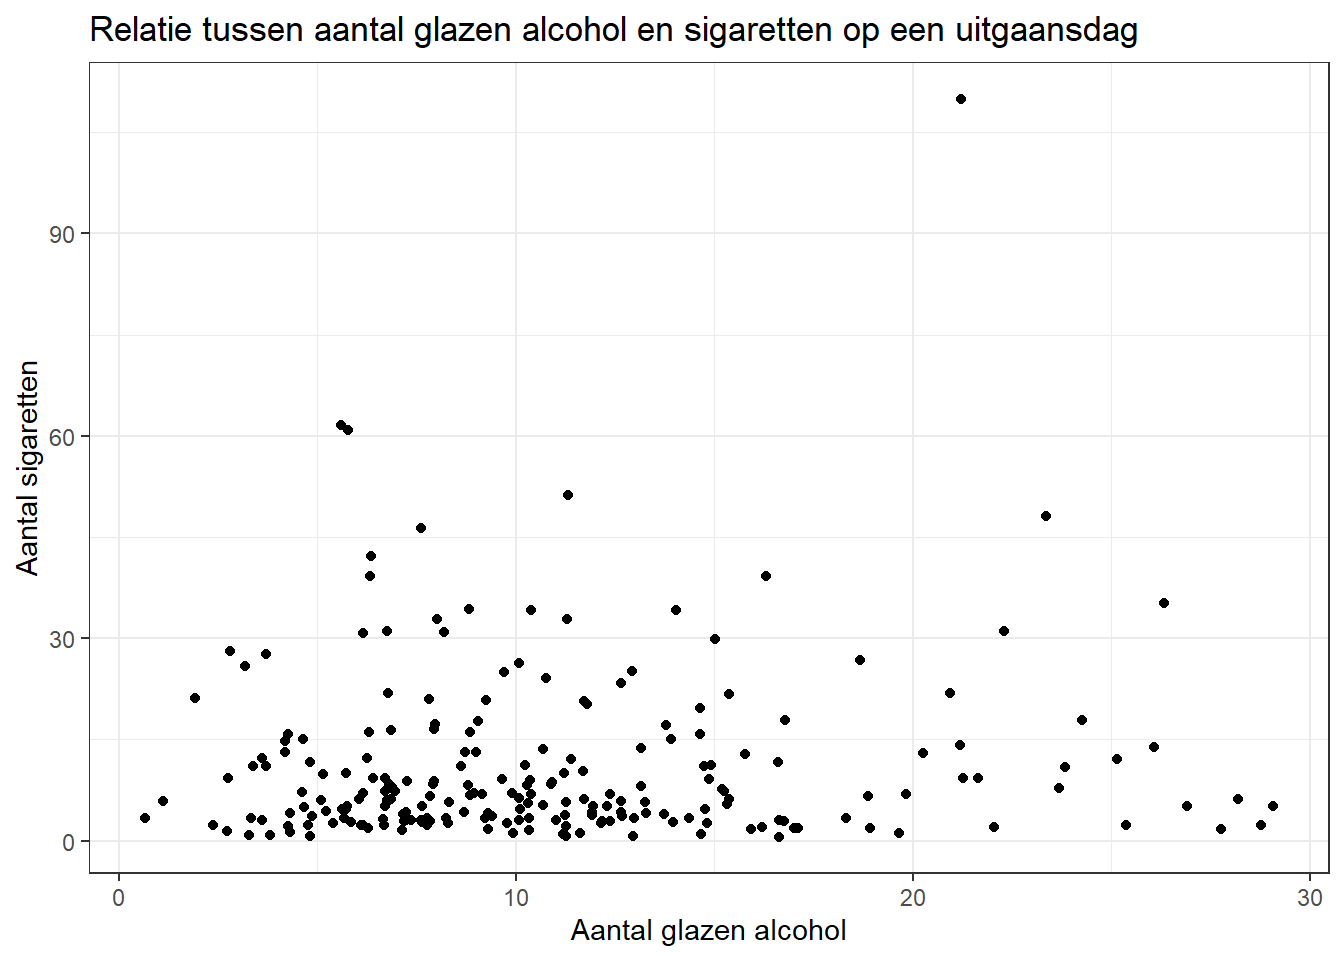 Relatie tussen aantal glazen alcohol en sigaretten op een uitgaansdag
Aantal sigaretten
90
60
30
0
0 10 20 30
Aantal glazen alcohol